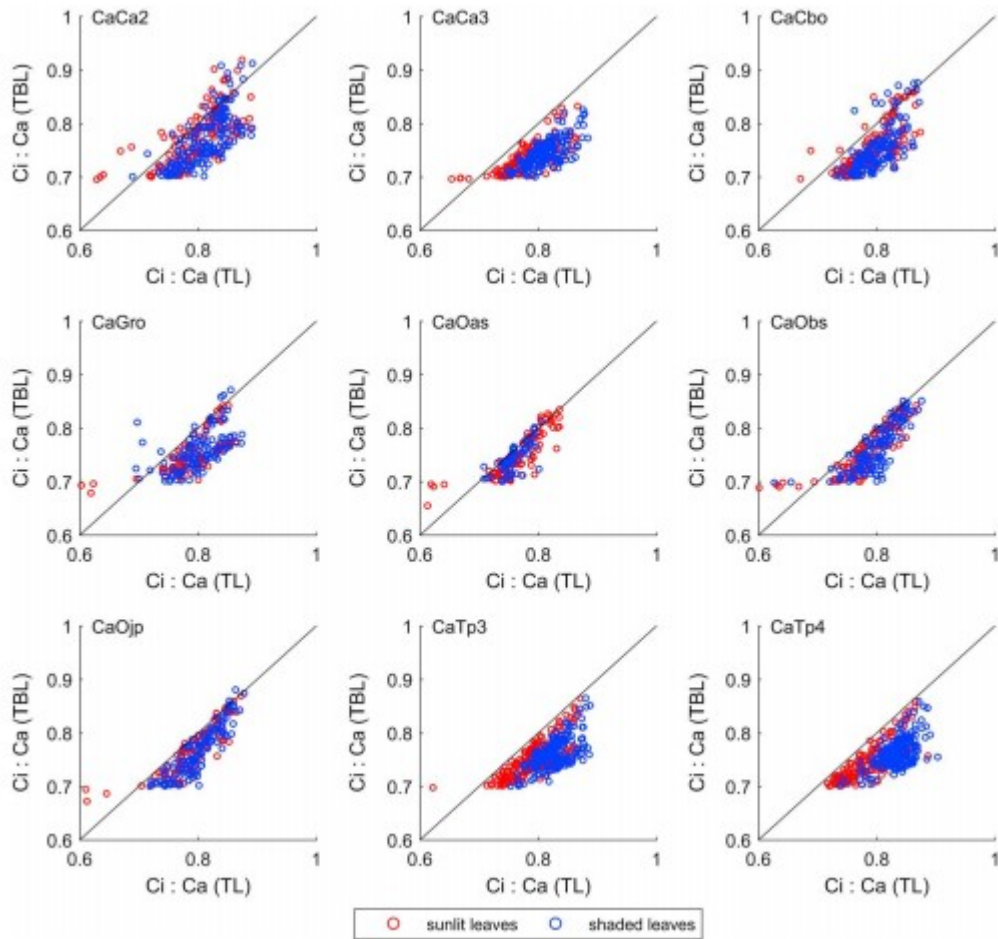 CaCa2 CaCa3 CaCbo
1 1 1
0.9 0.9 0.9
Ci : Ca (TBL) Ci : Ca (TBL) Ci : Ca (TBL)
0.8 0.8 0.8
0.7 0.7 0.7
0.6 0.6 0.6
0.6 0.8 1 0.6 0.8 1 0.6 0.8 1
Ci : Ca (TL) Ci : Ca (TL) Ci : Ca (TL)
CaGro CaOas CaObs
1 1 1
0.9 0.9 0.9
Ci : Ca (TBL) Ci : Ca (TBL) Ci : Ca (TBL)
0.8 0.8 0.8
0.7 0.7 0.7
0.6 0.6 0.6
0.6 0.8 1 0.6 0.8 1 0.6 0.8 1
Ci : Ca (TL) Ci : Ca (TL) Ci : Ca (TL)
CaOjp CaTp3 CaTp4
1 1 1
0.9 0.9 0.9
Ci : Ca (TBL) Ci : Ca (TBL) Ci : Ca (TBL)
0.8 0.8 0.8
0.7 0.7 0.7
0.6 0.6 0.6
0.6 0.8 1 0.6 0.8 1 0.6 0.8 1
Ci : Ca (TL) Ci : Ca (TL) Ci : Ca (TL)
sunlit leaves shaded leaves